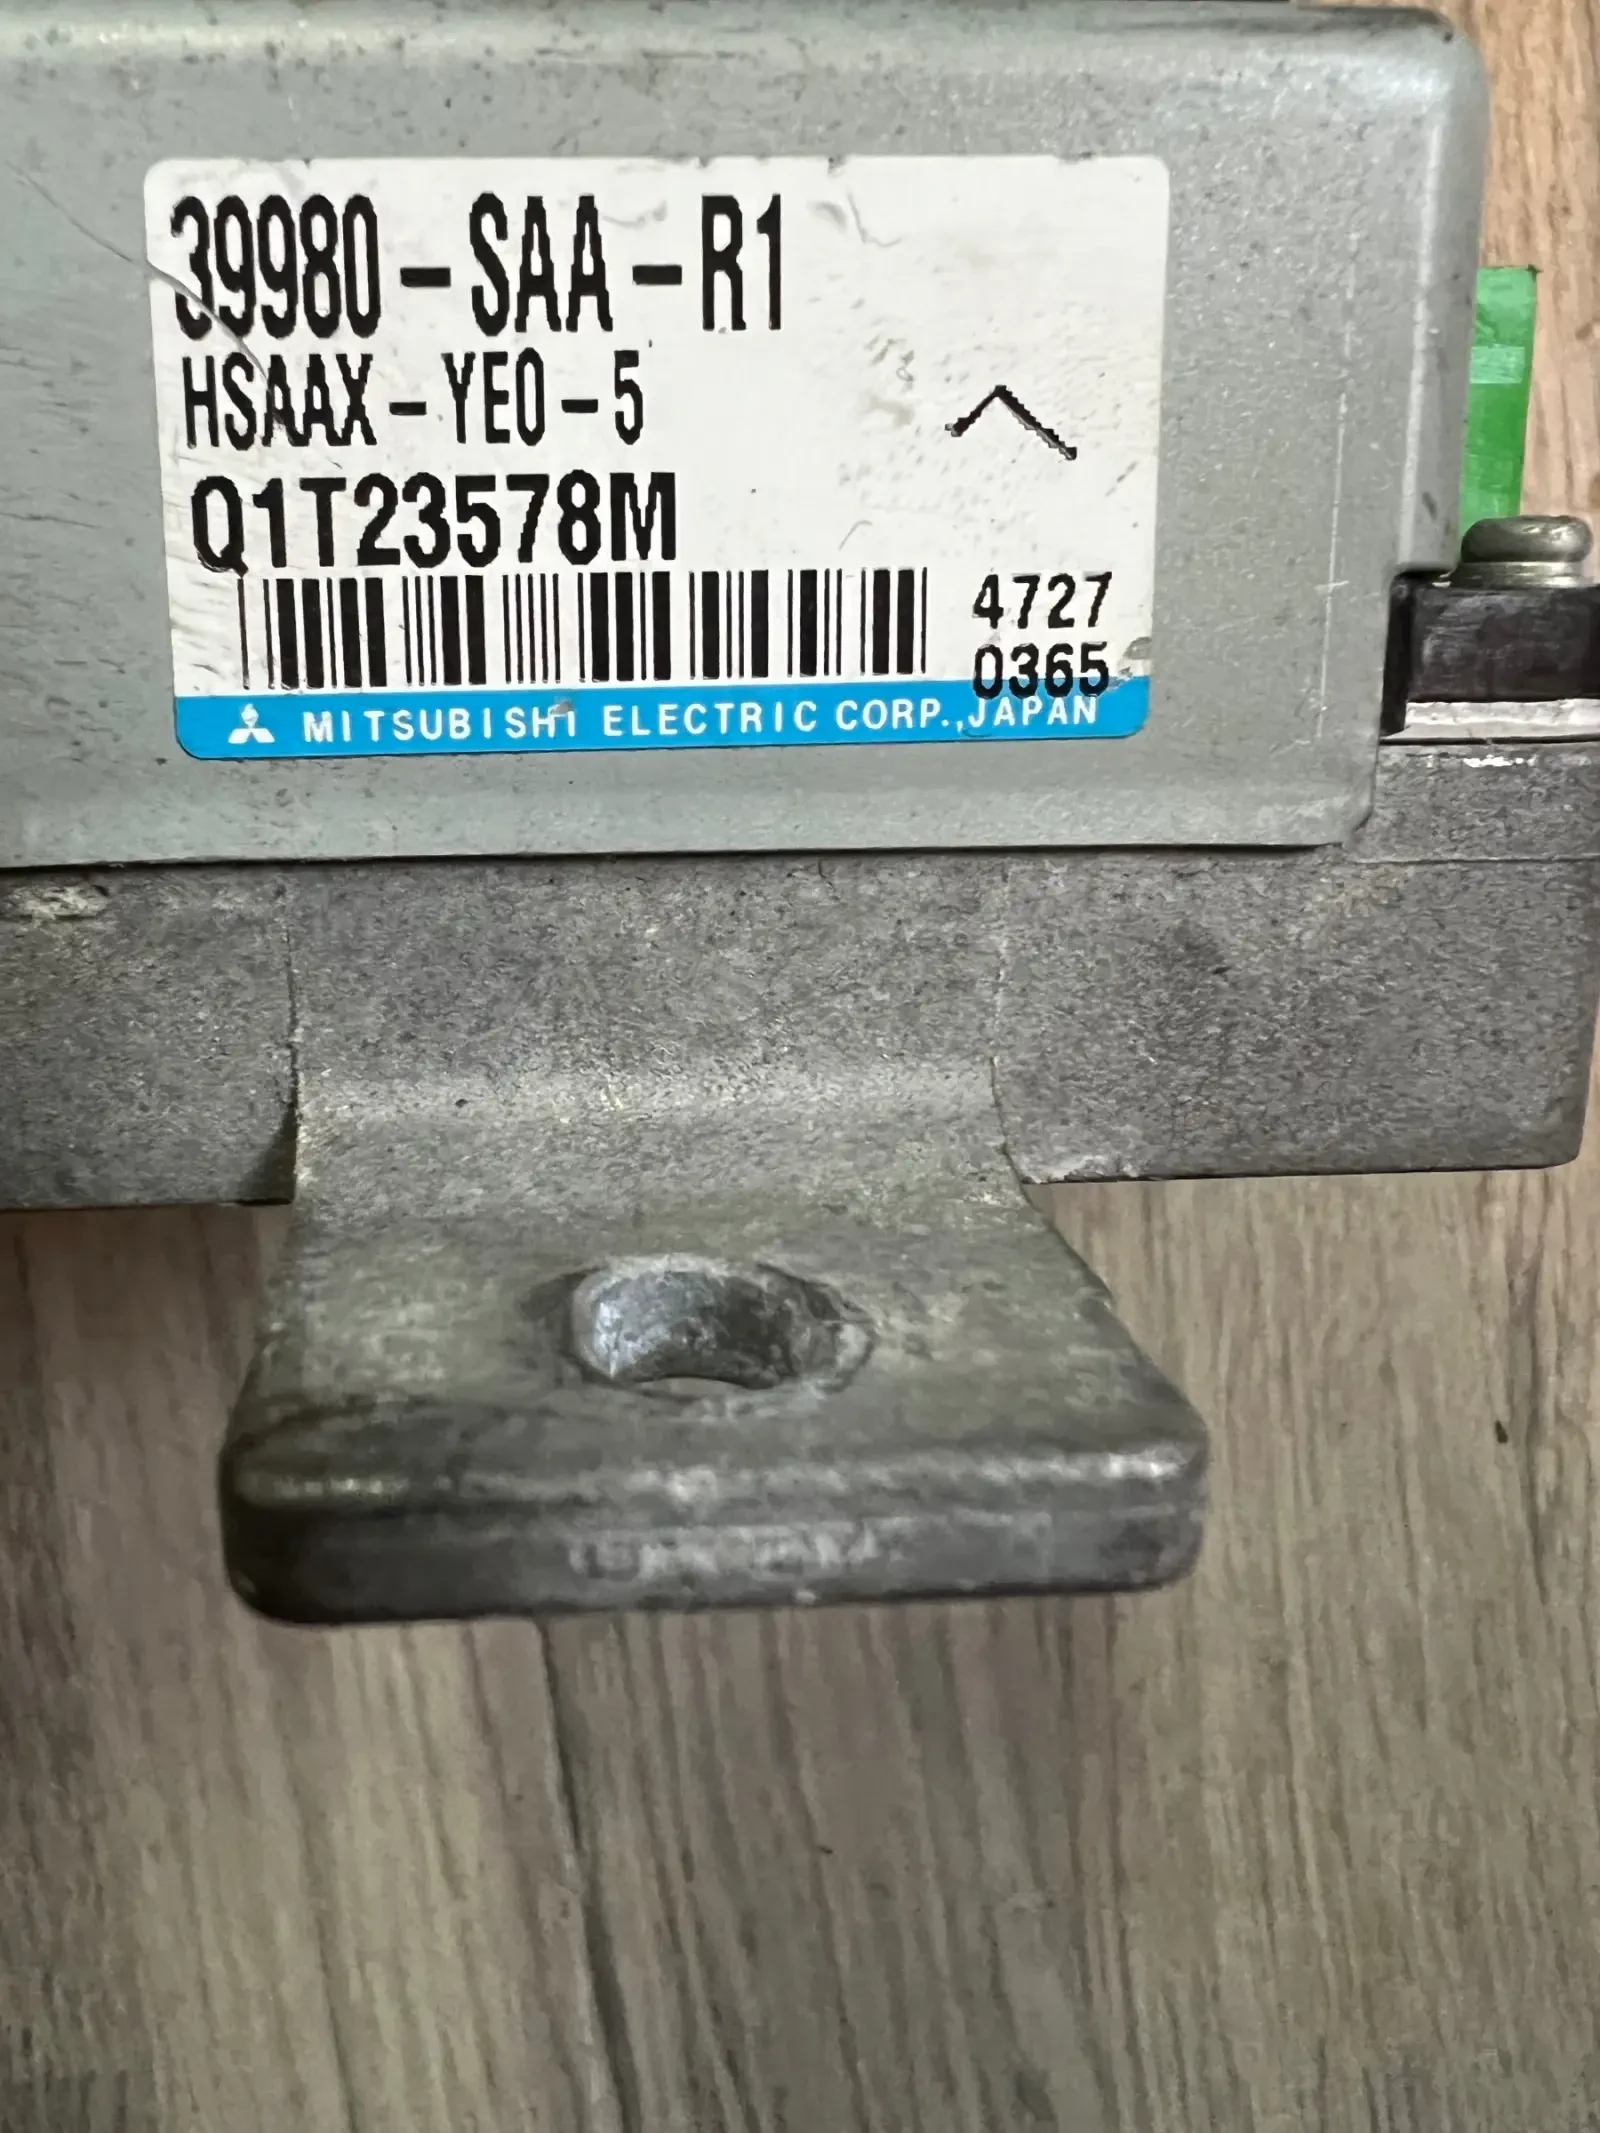 39980-SAA-R1
HSAAX-YE0-5
Q1T23578M
4727
0365
MITSUBISHI ELECTRIC CORP., JAPAN